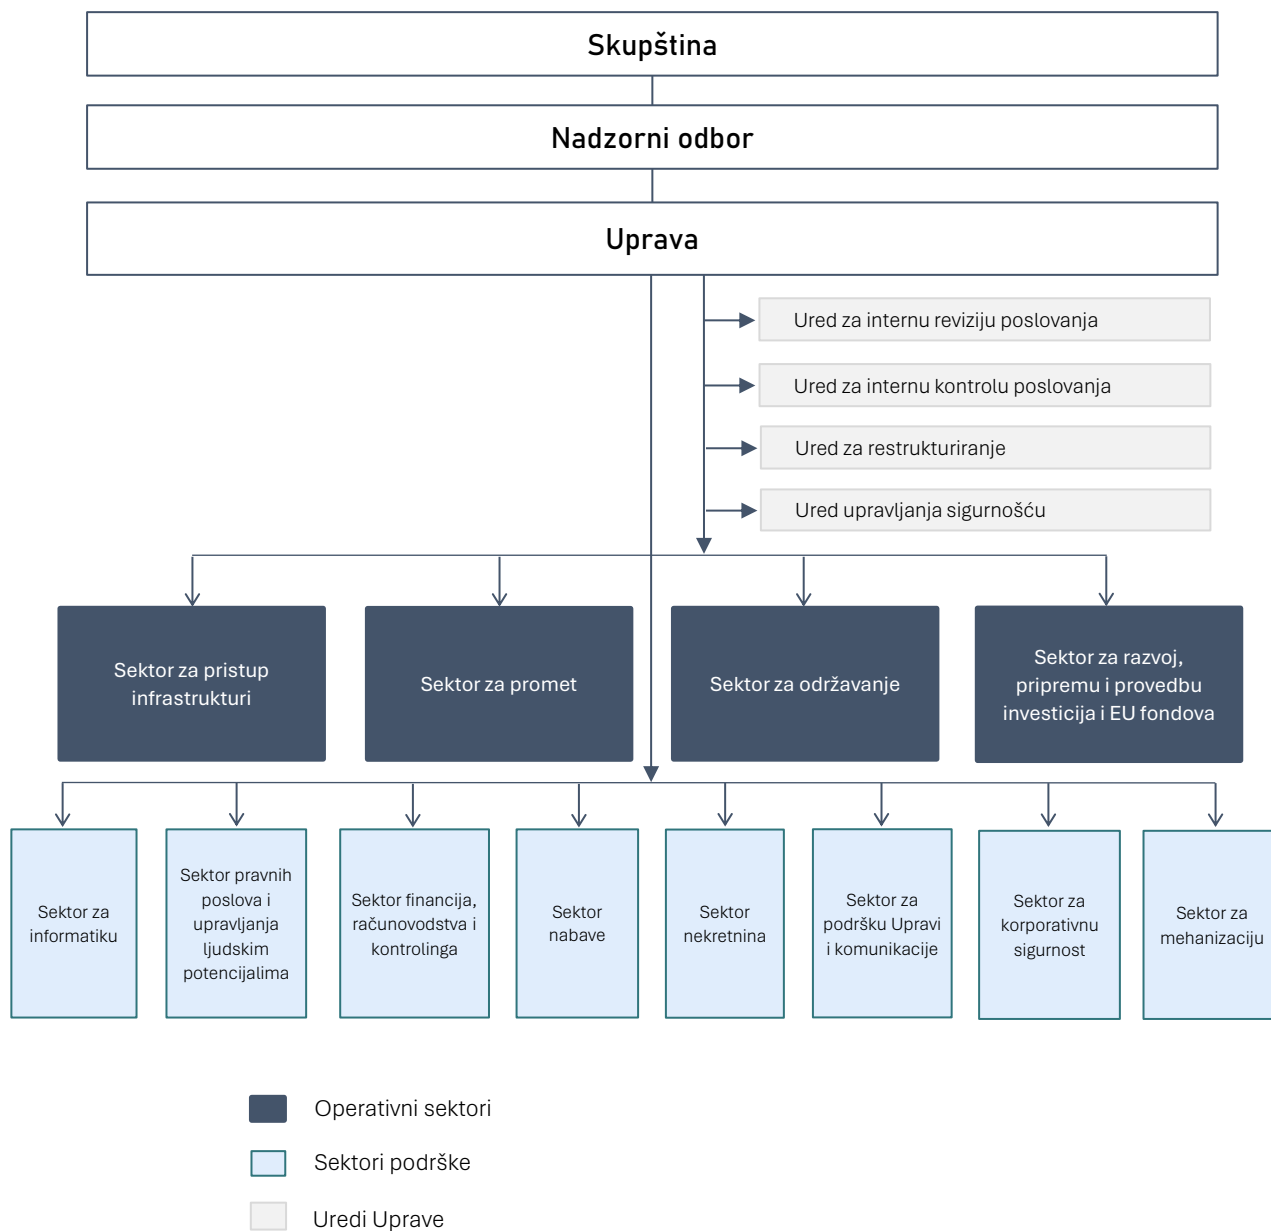 Skupština
Nadzorni odbor
Uprava
Ured za internu reviziju poslovanja
Ured za internu kontrolu poslovanja
Ured za restrukturiranje
Ured upravljanja sigurnošću
Sektor za pristup
infrastrukturi
Sektor za promet
Sektor za održavanje
Sektor za razvoj,
pripremu i provedbu
investicija i EU fondova
Sektor za
informatiku
Sektor pravnih
poslova i
upravljanja
ljudskim
potencijalima
Sektor financija,
računovodstva i
kontrolinga
Sektor
nabave
Sektor
nekretnina
Sektor za
podršku Upravi
i komunikacije
Sektor za
korporativnu
sigurnost
Sektor za
mehanizaciju
Operativni sektori
Sektori podrške
Uredi Uprave